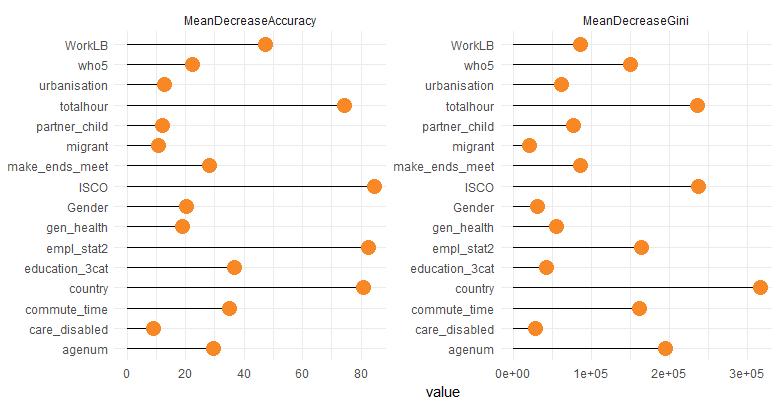 MeanDecreaseAccuracy
MeanDecreaseGini
WorkLB
who5
urbanisation
totalhour
partner_child
migrant
make_ends_meet
ISCO
Gender
gen_health
empl_stat2
education_3cat
country
commute_time
care_disabled
agenum
0 20 40 60 80
WorkLB
who5
urbanisation
totalhour
partner_child
migrant
make_ends_meet
ISCO
Gender
gen_health
empl_stat2
education_3cat
country
commute_time
care_disabled
agenum
0e+00 1e+05 2e+05 3e+05
value